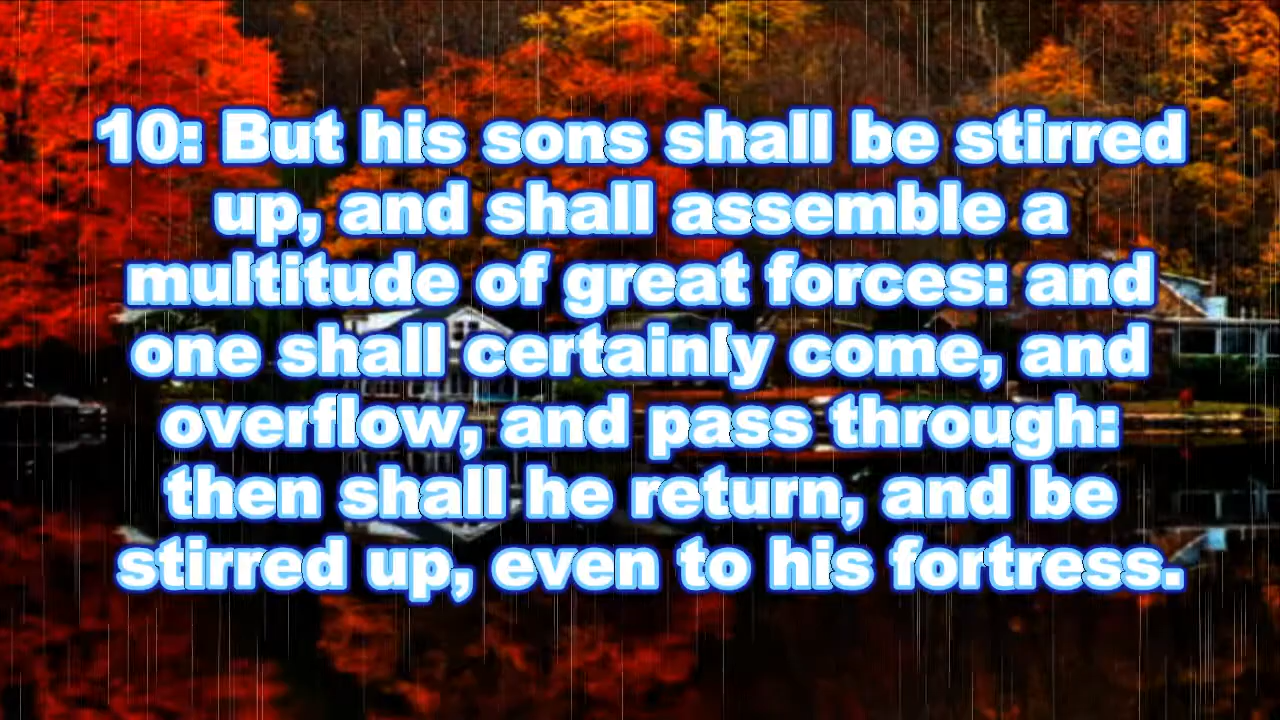 10: But his sons shall be stirred
up, and shall assemble a
multitude of great forces: and
one shall certainly come, and
overflow, and pass through:
then shall he return, and be
stirred up, even to his fortress.